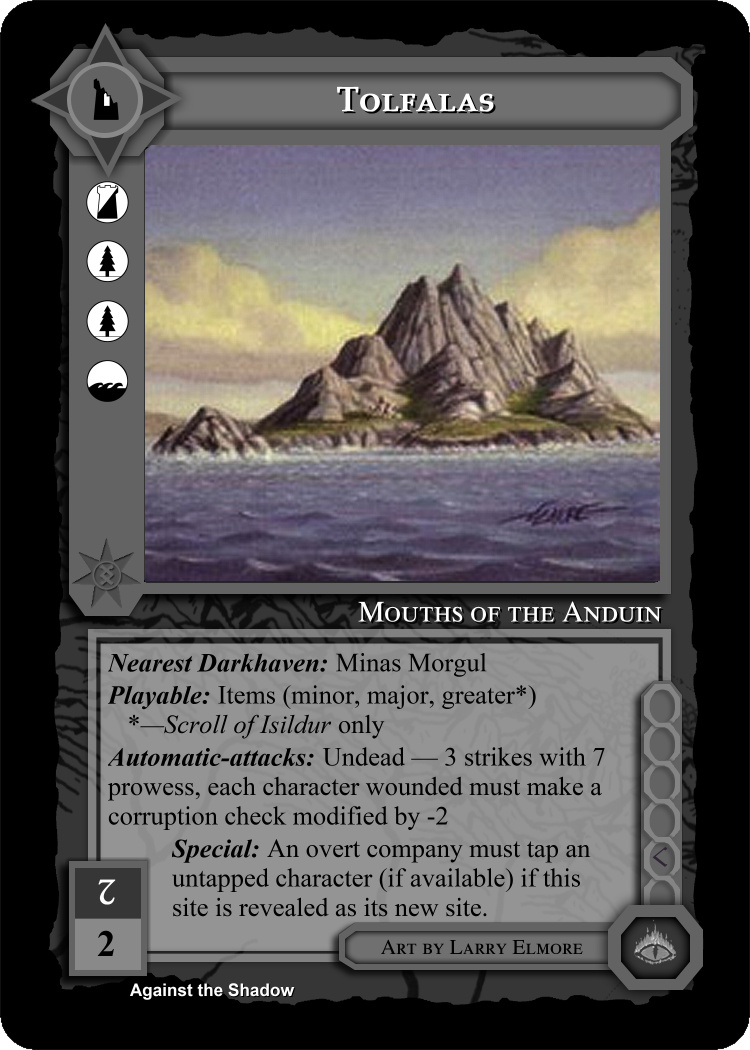 Tolfalas
Elmore
Mouths of the Anduin
Nearest Darkhaven: Minas Morgul
Playable: Items (minor, major, greater*)
*—Scroll of Isildur only
Automatic-attacks: Undead — 3 strikes with 7
prowess, each character wounded must make a
corruption check modified by -2
Special: An overt company must tap an
untapped character (if available) if this
site is revealed as its new site.
2
2
Art by Larry Elmore
Against the Shadow